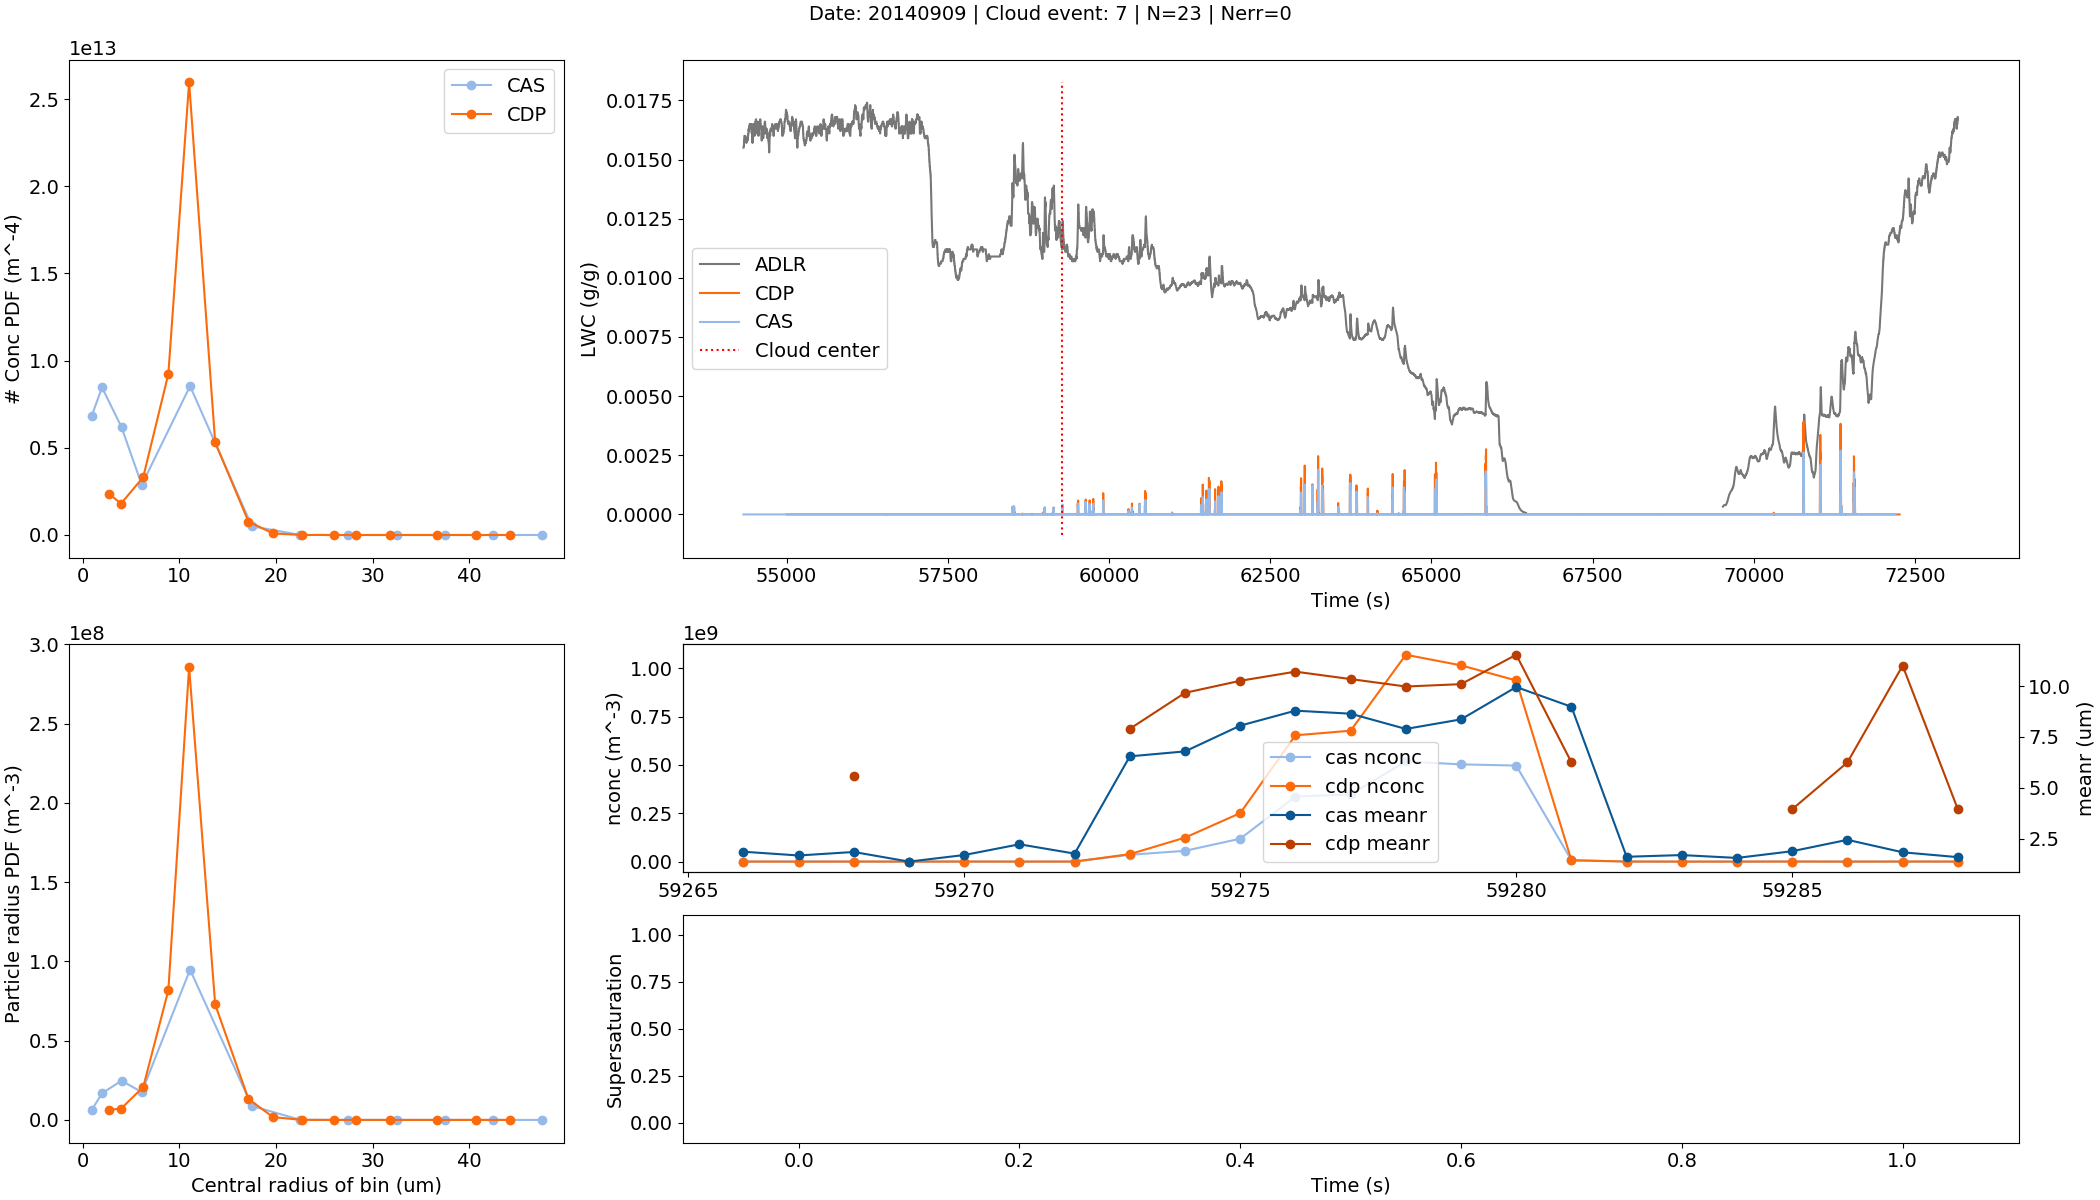 Date: 20140909 | Cloud event: 7 | N=23 | Nerr=0
1e13
# Conc PDF (m^-4)
2.5
2.0
1.5
1.0
0.5
0.0
0 10 20 30 40
CAS
CDP
LWC (g/g)
0.0175
0.0150
0.0125
0.0100
0.0075
0.0050
0.0025
0.0000
ADLR
CDP
CAS
Cloud center
55000 57500 60000 62500 65000 67500 70000 72500
Time (s)
1e8
Particle radius PDF (m^-3)
3.0
2.5
2.0
1.5
1.0
0.5
0.0
0 10 20 30 40
Central radius of bin (um)
1e9
nconc (m^-3)
1.00
0.75
0.50
0.25
0.00
cas nconc
cdp nconc
cas meanr
cdp meanr
10.0
7.5
5.0
2.5
meanr (um)
59265 59270 59275 59280 59285
Supersaturation
1.00
0.75
0.50
0.25
0.00
0.0 0.2 0.4 0.6 0.8 1.0
Time (s)